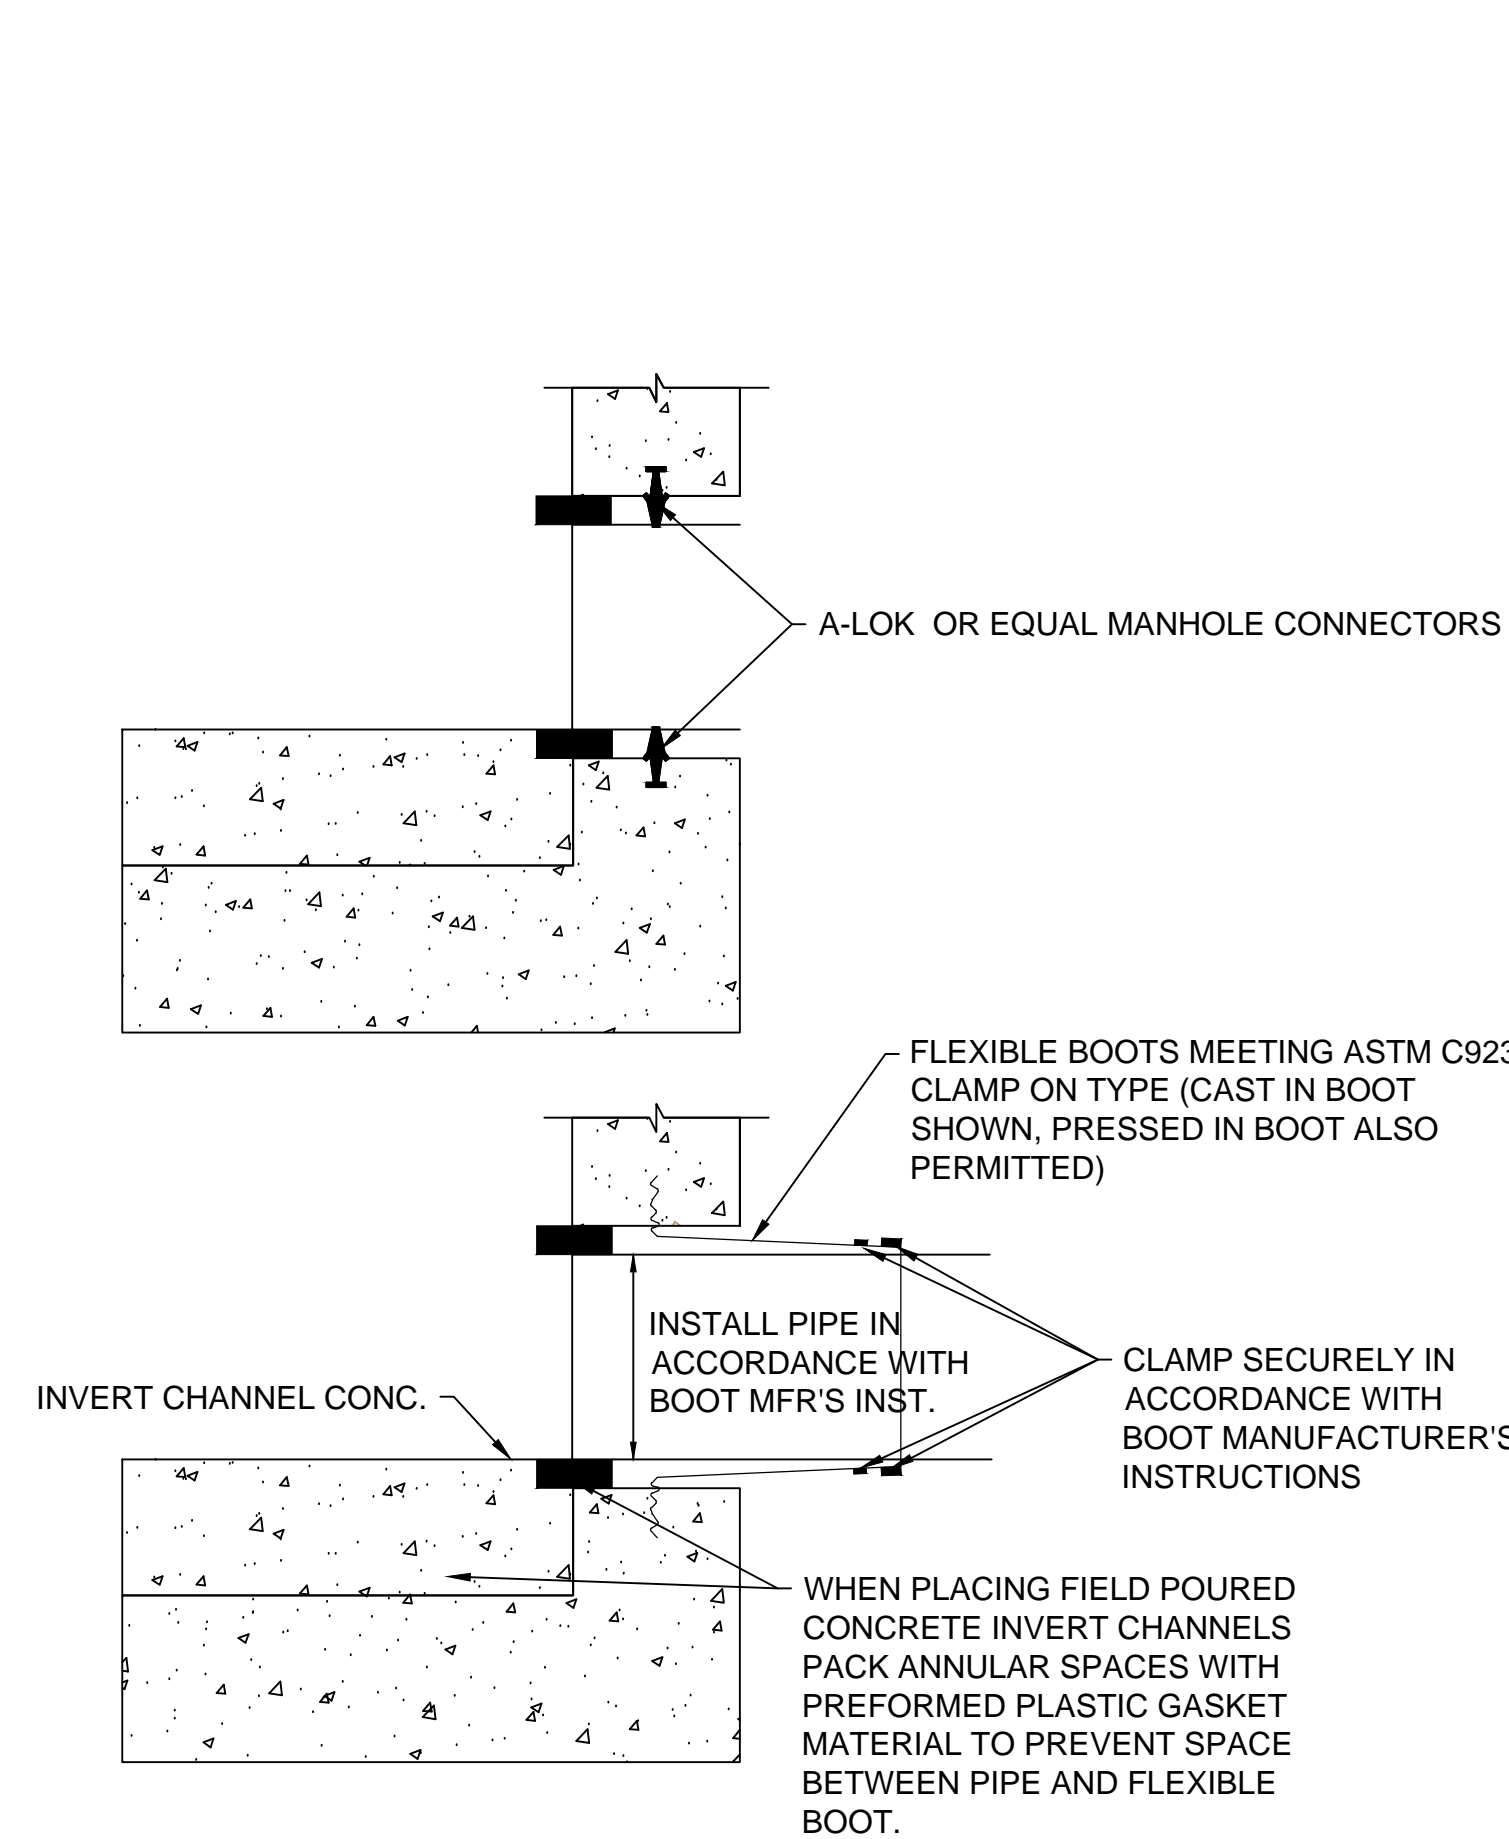 A-LOK  OR EQUAL MANHOLE CONNECTORS
FLEXIBLE BOOTS MEETING ASTM C923
CLAMP ON TYPE (CAST IN BOOT
SHOWN, PRESSED IN BOOT ALSO
PERMITTED)
INSTALL PIPE IN
ACCORDANCE WITH
BOOT MFR'S INST.
INVERT CHANNEL CONC.
CLAMP SECURELY IN
ACCORDANCE WITH
BOOT MANUFACTURER'S
INSTRUCTIONS
WHEN PLACING FIELD POURED
CONCRETE INVERT CHANNELS
PACK ANNULAR SPACES WITH
PREFORMED PLASTIC GASKET
MATERIAL TO PREVENT SPACE
BETWEEN PIPE AND FLEXIBLE
BOOT.